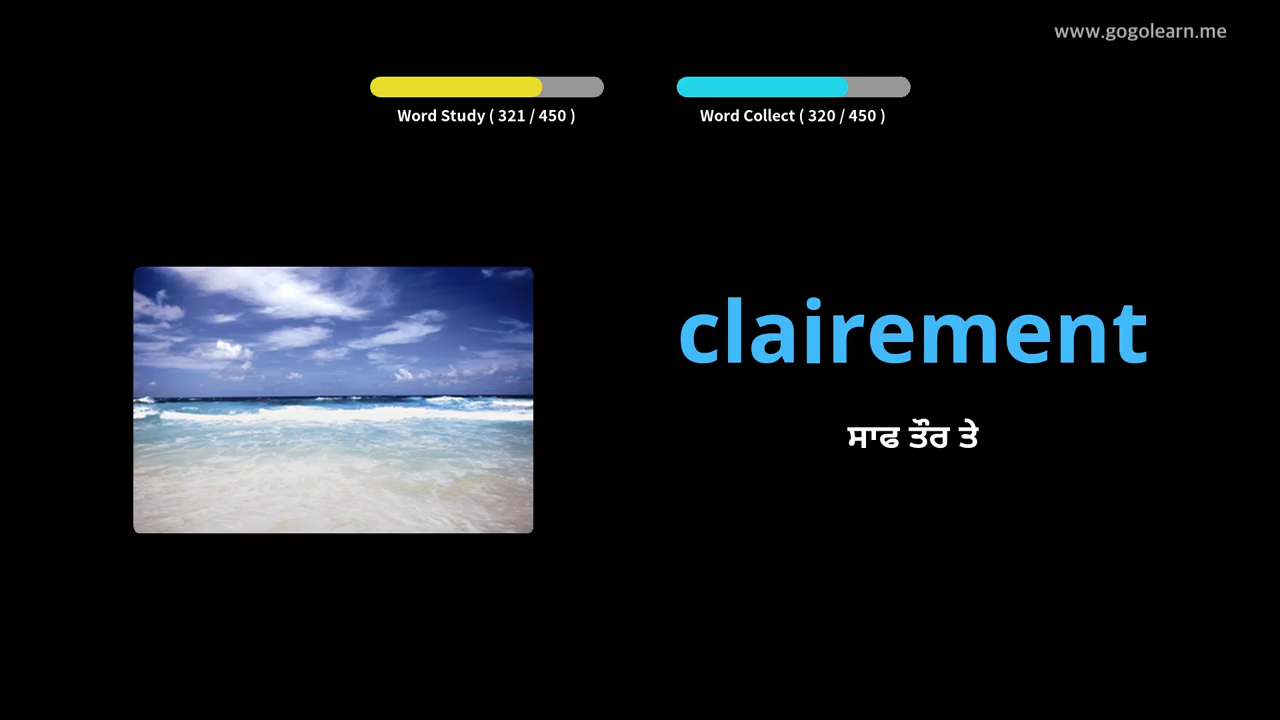 www.gogolearn.me
Word Study ( 321 / 450 )
Word Collect ( 320 / 450 )
clairement
ਸਾਫ ਤੌਰ ਤੇ